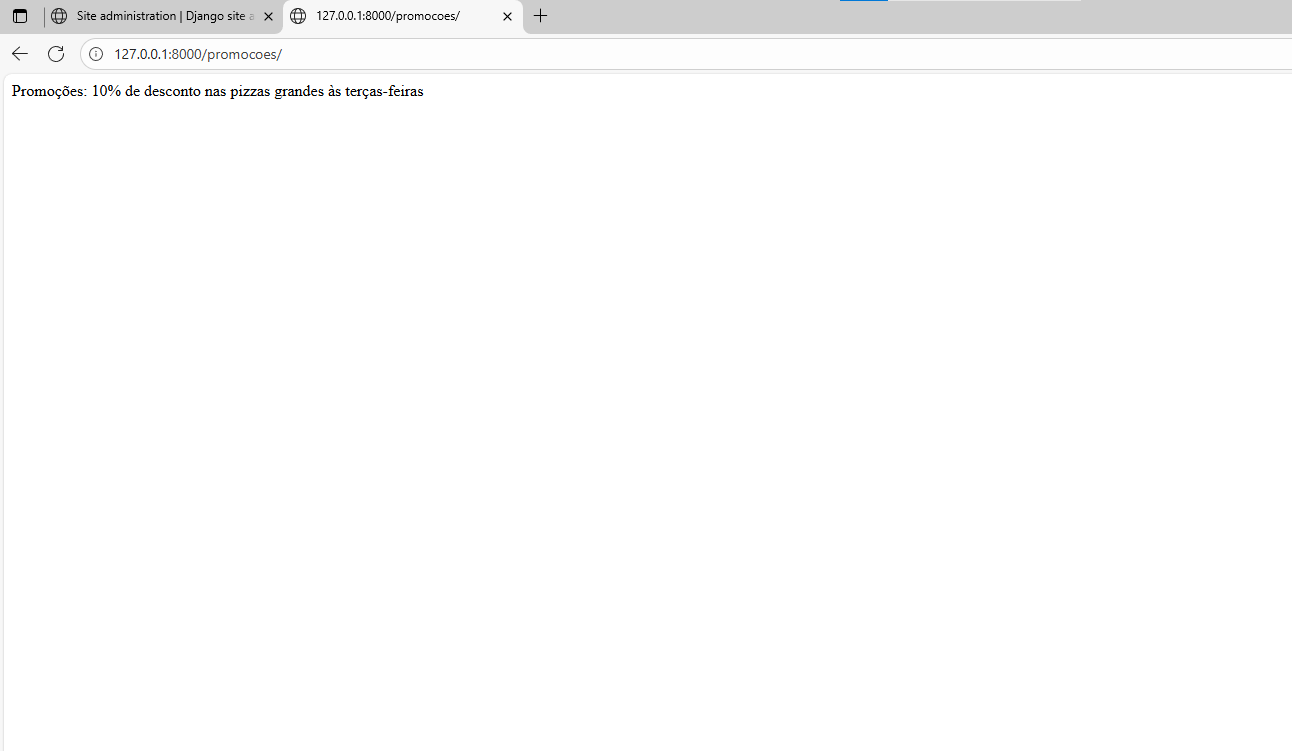 Site administration | Django site a
127.0.0.1:8000/promocoes/
127.0.0.1:8000/promocoes/
Promoções: 10% de desconto nas pizzas grandes às terças-feiras